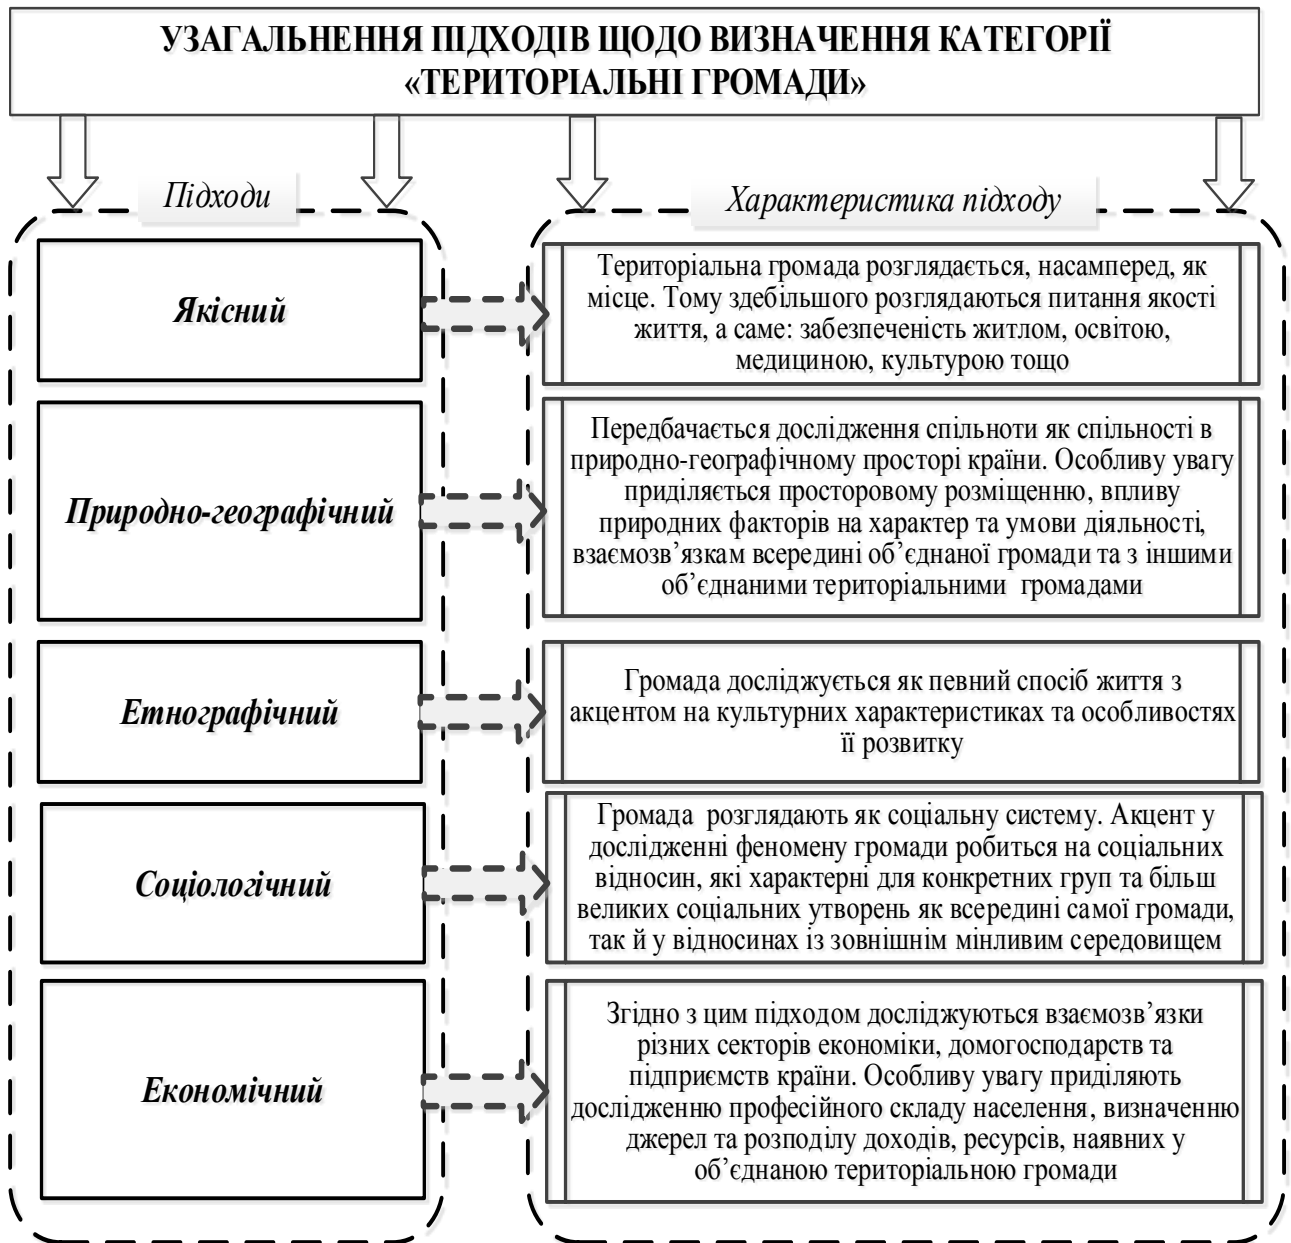 УЗАГАЛЬНЕННЯ ПІДХОДІВ ЩОДО ВИЗНАЧЕННЯ КАТЕГОРІЇ
«ТЕРИТОРІАЛЬНІ ГРОМАДИ»
Підходи
Характеристика підходу
Якісний
Територіальна громада розглядається, насамперед, як
місце. Тому здебільшого розглядаються питання якості
життя, а саме: забезпеченість житлом, освітою,
медициною, культурою тощо
Природно-географічний
Передбачається дослідження спільноти як спільності в
природно-географічному просторі країни. Особливу увагу
приділяється просторовому розміщенню, впливу
природних факторів на характер та умови діяльності,
взаємозв’язкам всередині об’єднаної громади та з іншими
об’єднаними територіальними громадами
Етнографічний
Громада досліджується як певний спосіб життя з
акцентом на культурних характеристиках та особливостях
її розвитку
Соціологічний
Громада розглядають як соціальну систему. Акцент у
дослідженні феномену громади робиться на соціальних
відносин, які характерні для конкретних груп та більш
великих соціальних утворень як всередині самої громади,
так й у відносинах із зовнішнім мінливим середовищем
Економічний
Згідно з цим підходом досліджуються взаємозв’язки
різних секторів економіки, домогосподарств та
підприємств країни. Особливу увагу приділяють
дослідженню професійного складу населення, визначенню
джерел та розподілу доходів, ресурсів, наявних у
об’єднаною територіальною громади